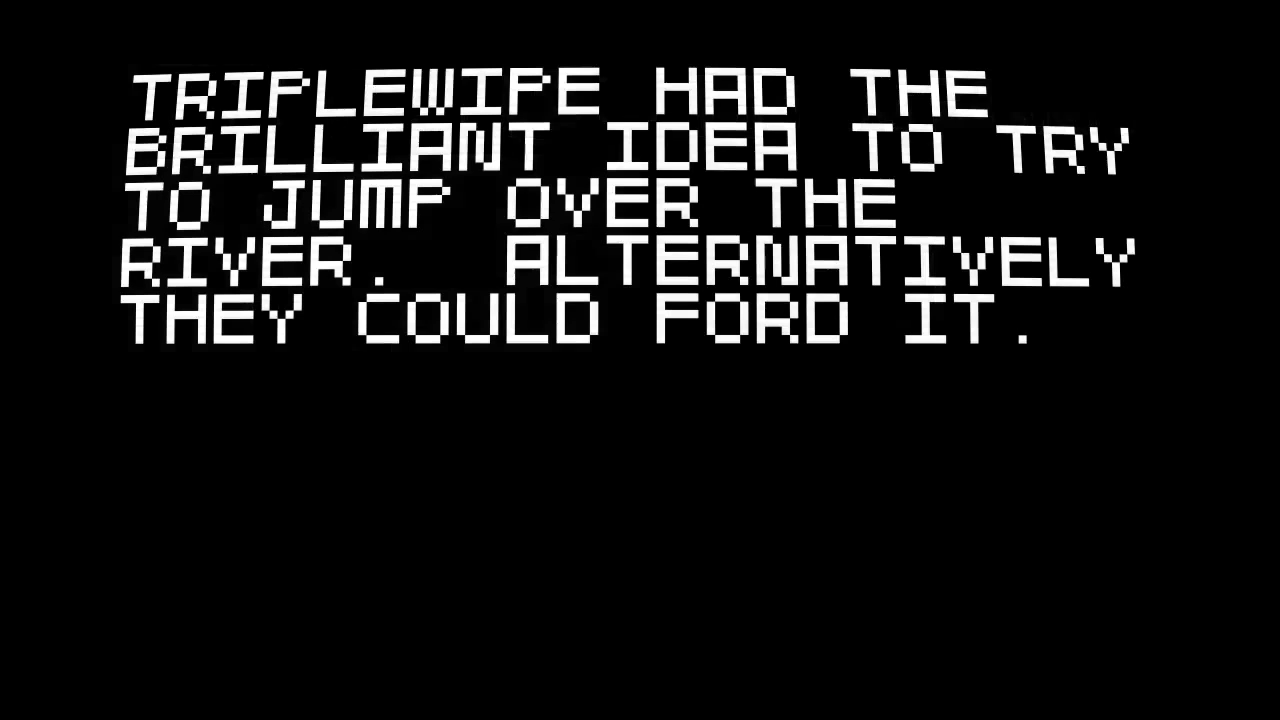 TRIPLEWIPE HAD THE
BRILLIANT IDEA TO TRY
TO JUMP OVER THE
RIVER.  ALTERNATIVELY
THEY COULD FORD IT.